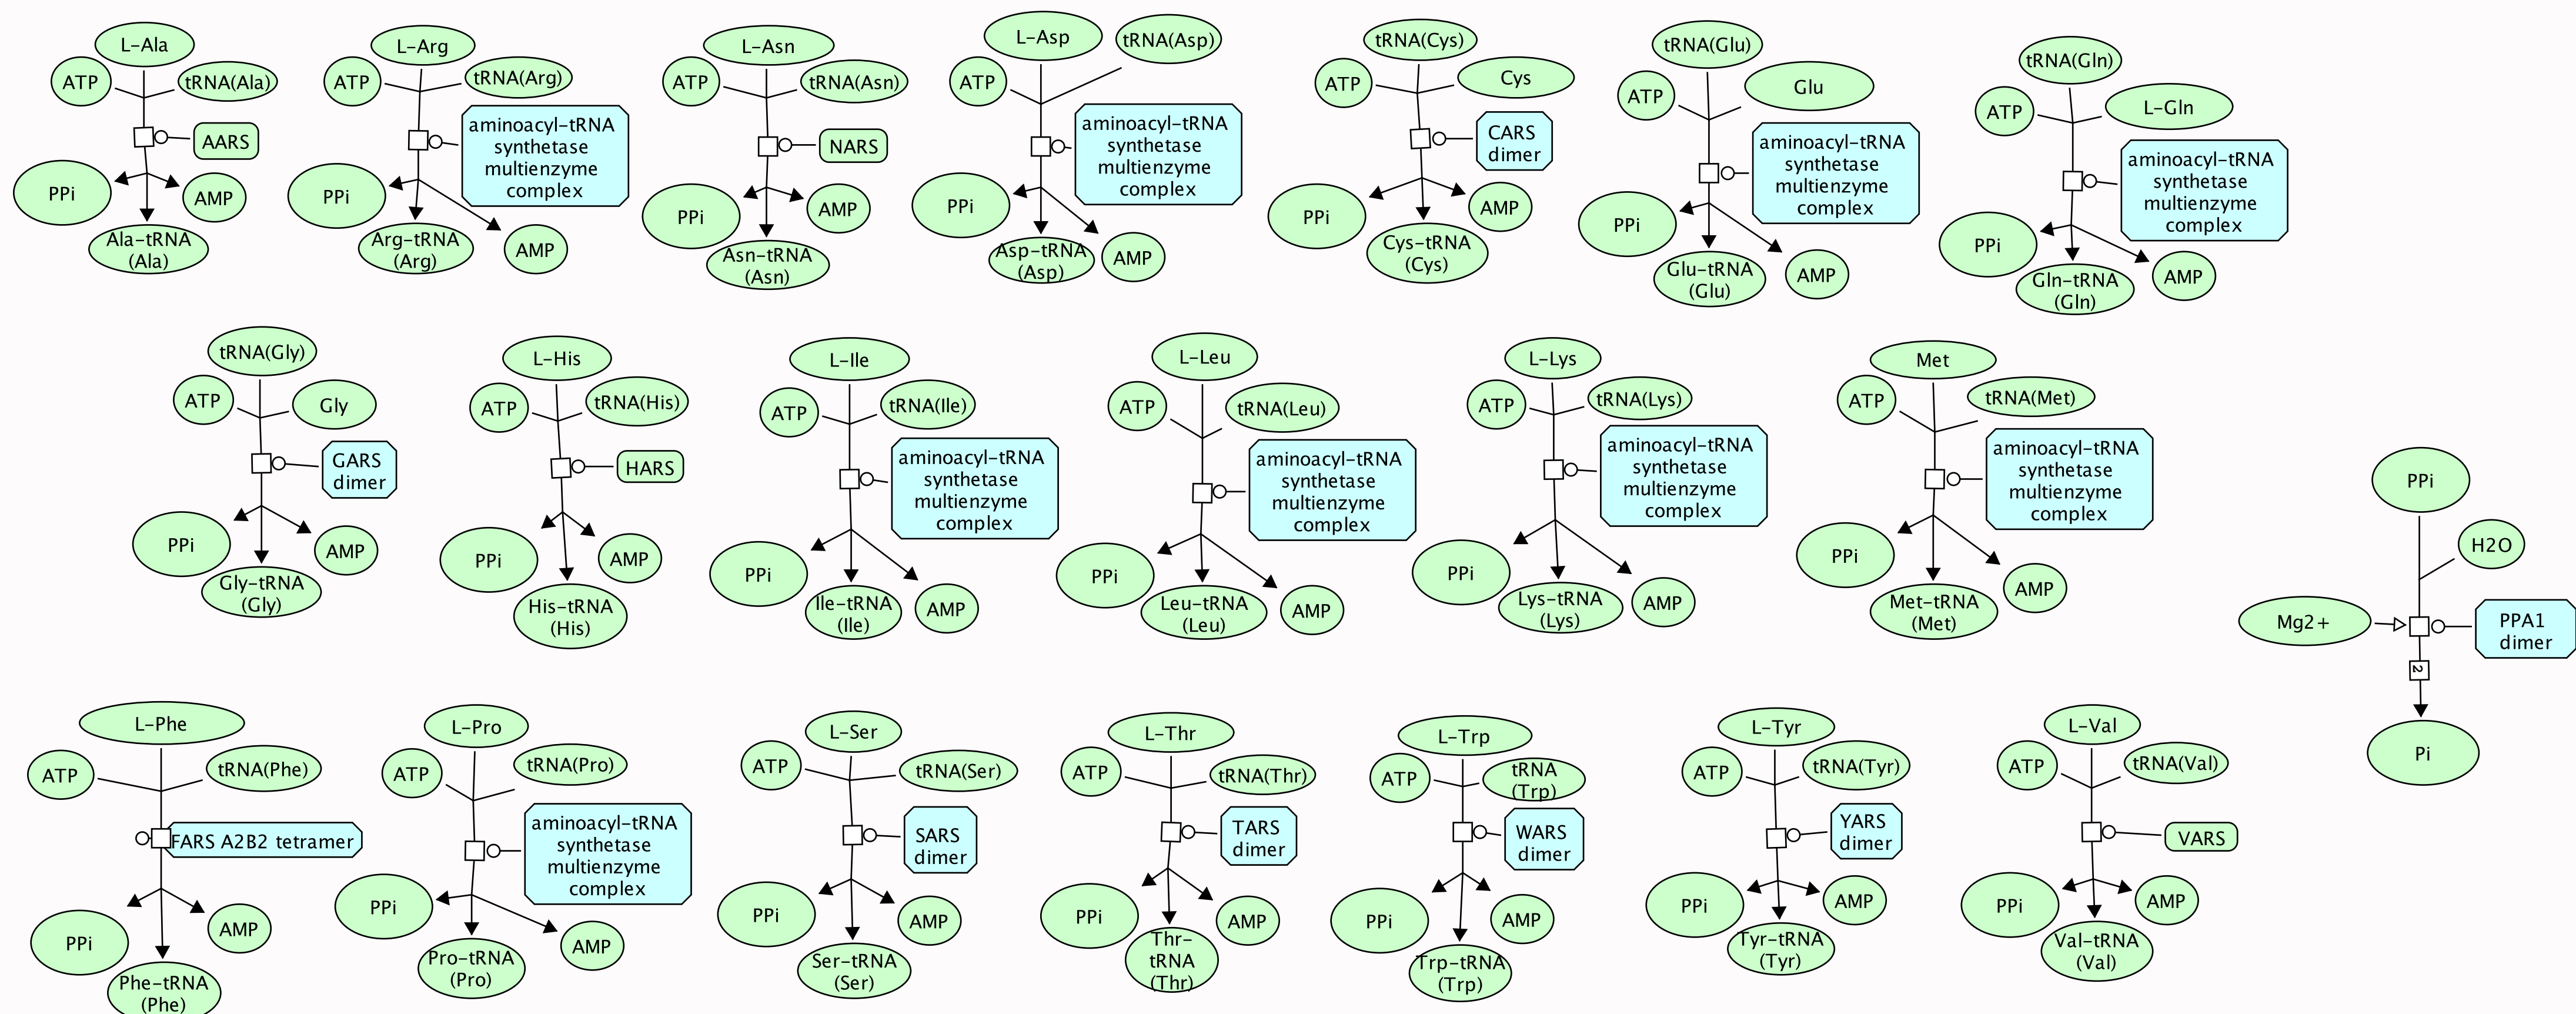 L-Ala
ATP
tRNA(Ala)
AARS
PPi
AMP
Ala-tRNA
(Ala)
L-Arg
ATP
tRNA(Arg)
aminoacyl-tRNA
synthetase
multienzyme
complex
PPi
Arg-tRNA
(Arg)
AMP
L-Asn
ATP
tRNA(Asn)
NARS
PPi
AMP
Asn-tRNA
(Asn)
L-Asp
tRNA(Asp)
ATP
aminoacyl-tRNA
synthetase
multienzyme
complex
PPi
Asp-tRNA
(Asp)
AMP
tRNA(Cys)
ATP
Cys
CARS
dimer
PPi
AMP
Cys-tRNA
(Cys)
tRNA(Glu)
ATP
Glu
aminoacyl-tRNA
synthetase
multienzyme
complex
PPi
Glu-tRNA
(Glu)
AMP
tRNA(Gln)
ATP
L-Gln
aminoacyl-tRNA
synthetase
multienzyme
complex
PPi
Gln-tRNA
(Gln)
AMP
tRNA(Gly)
ATP
Gly
GARS
dimer
PPi
AMP
Gly-tRNA
(Gly)
L-His
ATP
tRNA(His)
HARS
PPi
AMP
His-tRNA
(His)
L-Ile
ATP
tRNA(Ile)
aminoacyl-tRNA
synthetase
multienzyme
complex
PPi
Ile-tRNA
(Ile)
AMP
L-Leu
ATP
tRNA(Leu)
aminoacyl-tRNA
synthetase
multienzyme
complex
PPi
Leu-tRNA
(Leu)
AMP
L-Lys
ATP
tRNA(Lys)
aminoacyl-tRNA
synthetase
multienzyme
complex
PPi
Lys-tRNA
(Lys)
AMP
Met
ATP
tRNA(Met)
aminoacyl-tRNA
synthetase
multienzyme
complex
PPi
Met-tRNA
(Met)
AMP
PPi
H2O
Mg2+
PPA1
dimer
2
Pi
L-Phe
ATP
tRNA(Phe)
FARS A2B2 tetramer
PPi
AMP
Phe-tRNA
(Phe)
L-Pro
ATP
tRNA(Pro)
aminoacyl-tRNA
synthetase
multienzyme
complex
PPi
Pro-tRNA
(Pro)
AMP
L-Ser
ATP
tRNA(Ser)
SARS
dimer
PPi
AMP
Ser-tRNA
(Ser)
L-Thr
ATP
tRNA(Thr)
TARS
dimer
PPi
AMP
Thr-
tRNA
(Thr)
L-Trp
ATP
tRNA
(Trp)
WARS
dimer
PPi
AMP
Trp-tRNA
(Trp)
L-Tyr
ATP
tRNA(Tyr)
YARS
dimer
PPi
AMP
Tyr-tRNA
(Tyr)
L-Val
ATP
tRNA(Val)
VARS
PPi
AMP
Val-tRNA
(Val)